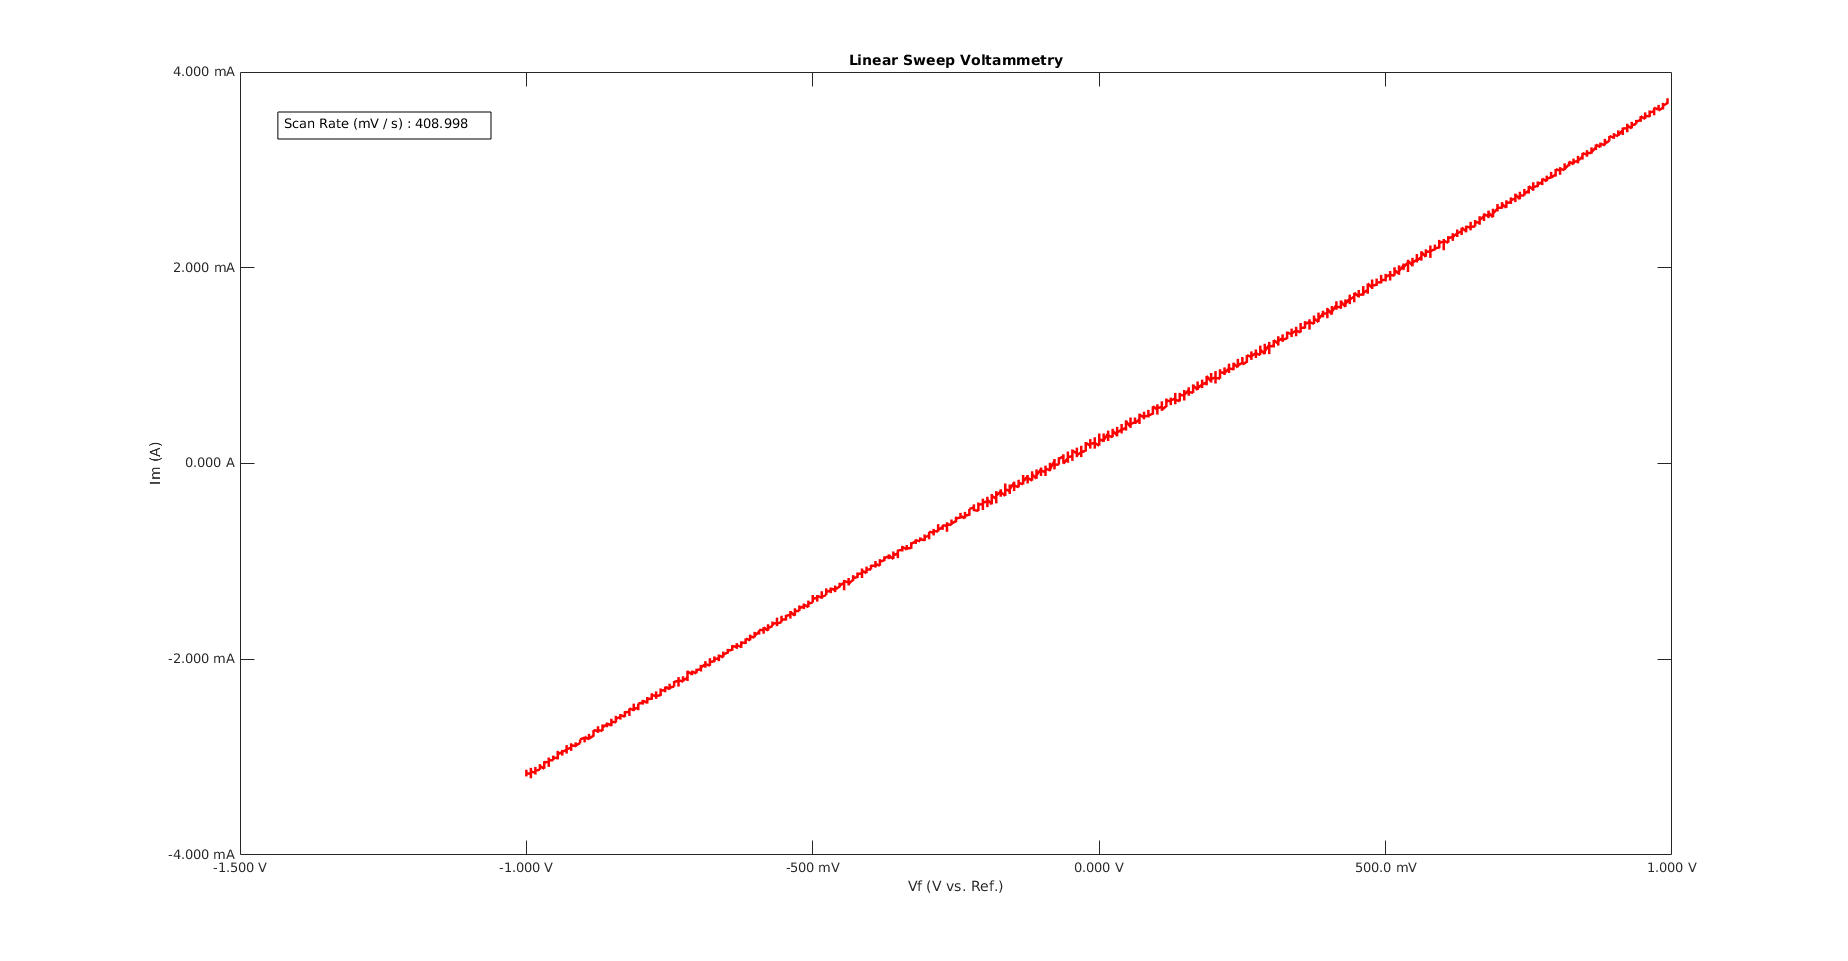 Linear Sweep Voltammetry
4.000 mA
Scan Rate (mV / s) : 408.998
2.000 mA
0.000 A
Im (A)
-2.000 mA
-4.000 mA
-1.500 V
-1.000 V
-500 mV
0.000 V
500.0 mV
1.000 V
Vf (V vs. Ref.)